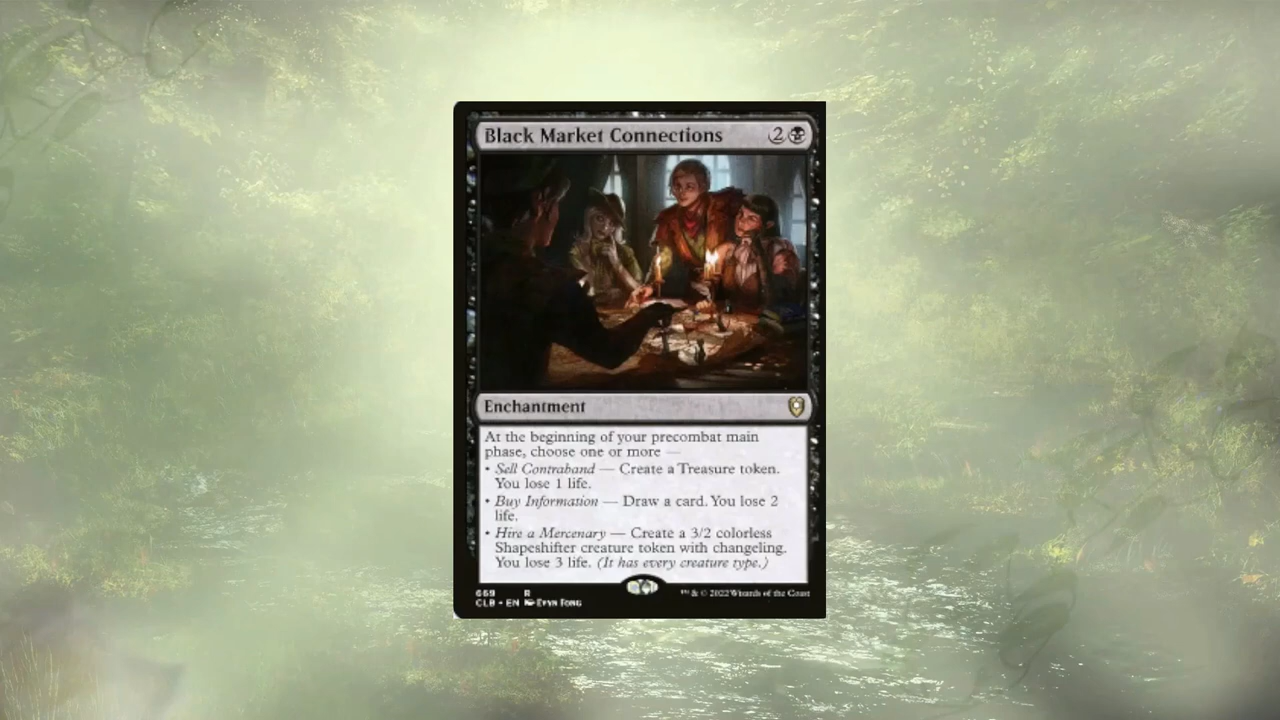 Black Market Connections 2
Enchantment
At the beginning of your precombat main
phase, choose one or more —
• Sell Contraband — Create a Treasure token.
You lose 1 life.
• Buy Information — Draw a card. You lose 2
life.
• Hire a Mercenary — Create a 3/2 colorless
Shapeshifter creature token with changeling.
You lose 3 life. (It has every creature type.)
669 R
CLB • EN Evyn Fong
™ & © 2022 Wizards of the Coast